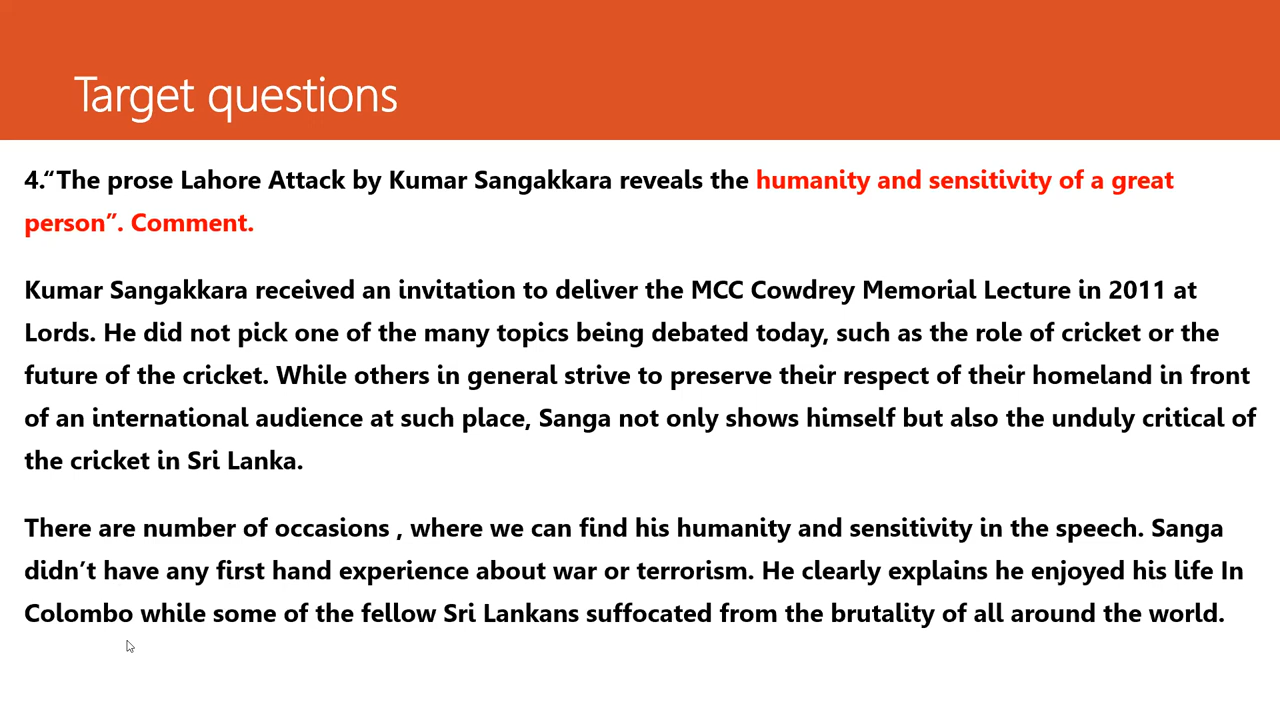 Target questions
4.“The prose Lahore Attack by Kumar Sangakkara reveals the humanity and sensitivity of a great
person”. Comment.
Kumar Sangakkara received an invitation to deliver the MCC Cowdrey Memorial Lecture in 2011 at
Lords. He did not pick one of the many topics being debated today, such as the role of cricket or the
future of the cricket. While others in general strive to preserve their respect of their homeland in front
of an international audience at such place, Sanga not only shows himself but also the unduly critical of
the cricket in Sri Lanka.
There are number of occasions , where we can find his humanity and sensitivity in the speech. Sanga
didn’t have any first hand experience about war or terrorism. He clearly explains he enjoyed his life In
Colombo while some of the fellow Sri Lankans suffocated from the brutality of all around the world.